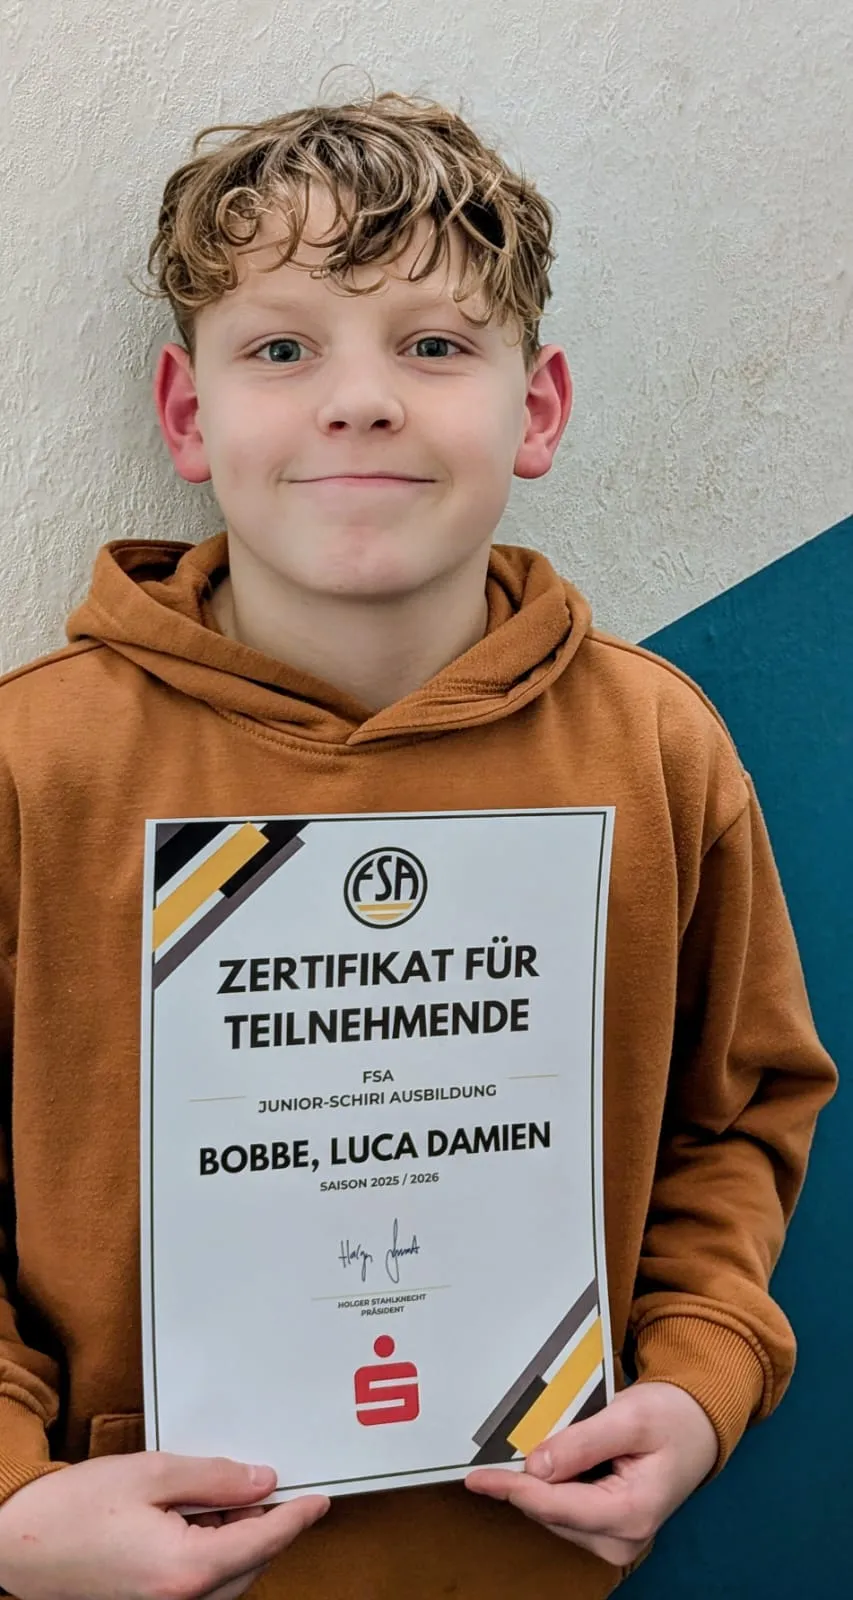 FSA
ZERTIFIKAT FÜR
TEILNEHMENDE
FSA
JUNIOR-SCHIRI AUSBILDUNG
BOBBE, LUCA DAMIEN
SAISON 2025 / 2026
HOLGER STAHLKNECHT
PRÄSIDENT